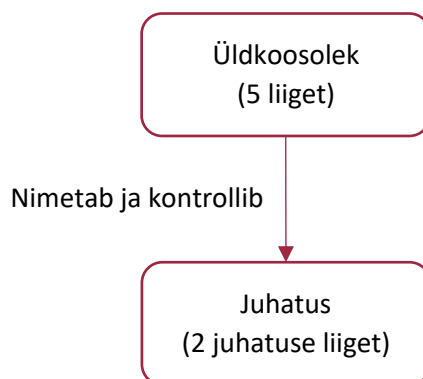 Üldkoosolek
(5 liiget)
Nimetab ja kontrollib
Juhatus
(2 juhatuse liiget)